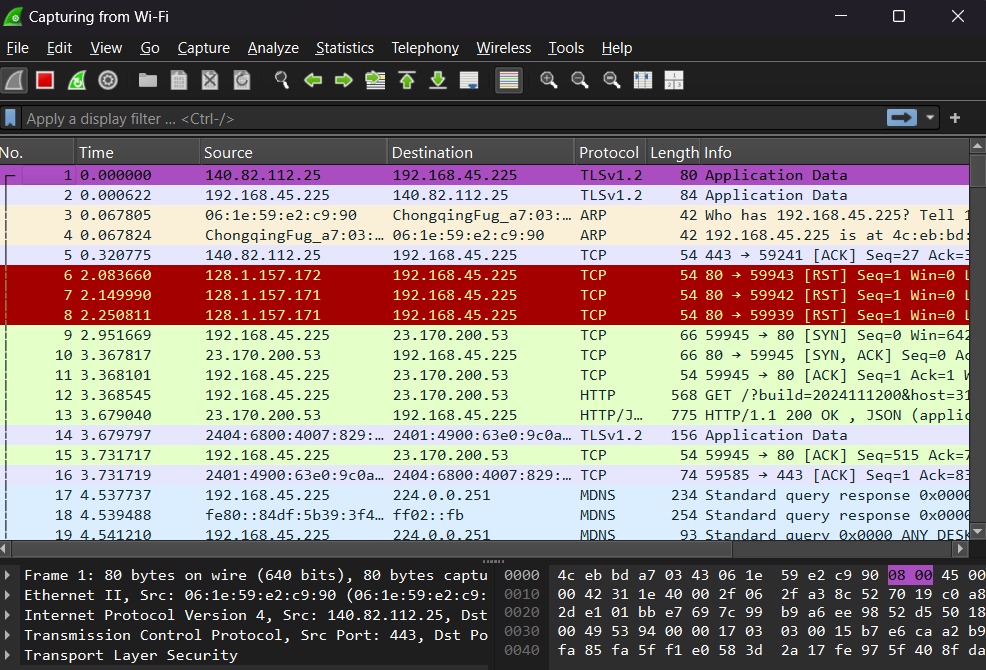 Capturing from Wi-Fi
File Edit View Go Capture Analyze Statistics Telephony Wireless Tools Help
Apply a display filter ... <Ctrl-/>
No. Time Source Destination Protocol Length Info
1 0.000000 140.82.112.25 192.168.45.225 TLSv1.2 80 Application Data
2 0.000622 192.168.45.225 140.82.112.25 TLSv1.2 84 Application Data
3 0.067805 06:1e:59:e2:c9:90 ChongqingFug_a7:03:… ARP 42 Who has 192.168.45.225? Tell 1
4 0.067824 ChongqingFug_a7:03:… 06:1e:59:e2:c9:90 ARP 42 192.168.45.225 is at 4c:eb:bd:
5 0.320775 140.82.112.25 192.168.45.225 TCP 54 443 → 59241 [ACK] Seq=27 Ack=3
6 2.083660 128.1.157.172 192.168.45.225 TCP 54 80 → 59943 [RST] Seq=1 Win=0 L
7 2.149990 128.1.157.171 192.168.45.225 TCP 54 80 → 59942 [RST] Seq=1 Win=0 L
8 2.250811 128.1.157.171 192.168.45.225 TCP 54 80 → 59939 [RST] Seq=1 Win=0 L
9 2.951669 192.168.45.225 23.170.200.53 TCP 66 59945 → 80 [SYN] Seq=0 Win=642
10 3.367817 23.170.200.53 192.168.45.225 TCP 66 80 → 59945 [SYN, ACK] Seq=0 Ac
11 3.368101 192.168.45.225 23.170.200.53 TCP 54 59945 → 80 [ACK] Seq=1 Ack=1 W
12 3.368545 192.168.45.225 23.170.200.53 HTTP 568 GET /?build=2024111200&host=31
13 3.679040 23.170.200.53 192.168.45.225 HTTP/J… 775 HTTP/1.1 200 OK , JSON (applic
14 3.679797 2404:6800:4007:829:… 2401:4900:63e0:9c0a… TLSv1.2 156 Application Data
15 3.731717 192.168.45.225 23.170.200.53 TCP 54 59945 → 80 [ACK] Seq=515 Ack=7
16 3.731719 2401:4900:63e0:9c0a… 2404:6800:4007:829:… TCP 74 59585 → 443 [ACK] Seq=1 Ack=83
17 4.537737 192.168.45.225 224.0.0.251 MDNS 234 Standard query response 0x0000
18 4.539488 fe80::84df:5b39:3f4… ff02::fb MDNS 254 Standard query response 0x0000
19 4.541210 192.168.45.225 224.0.0.251 MDNS 93 Standard query 0x0000 ANY DESK
Frame 1: 80 bytes on wire (640 bits), 80 bytes captu
Ethernet II, Src: 06:1e:59:e2:c9:90 (06:1e:59:e2:c9:
Internet Protocol Version 4, Src: 140.82.112.25, Dst
Transmission Control Protocol, Src Port: 443, Dst Po
Transport Layer Security
0000 4c eb bd a7 03 43 06 1e 59 e2 c9 90 08 00 45 00
0010 00 42 31 1e 40 00 2f 06 2f a3 8c 52 70 19 c0 a8
0020 2d e1 01 bb e7 69 7c 99 b9 a6 ee 98 52 d5 50 18
0030 00 49 53 94 00 00 17 03 03 00 15 b7 e6 ca a2 b9
0040 fa 85 fa 5f f1 e0 58 3d 2a 17 fe 97 5f 40 8f da